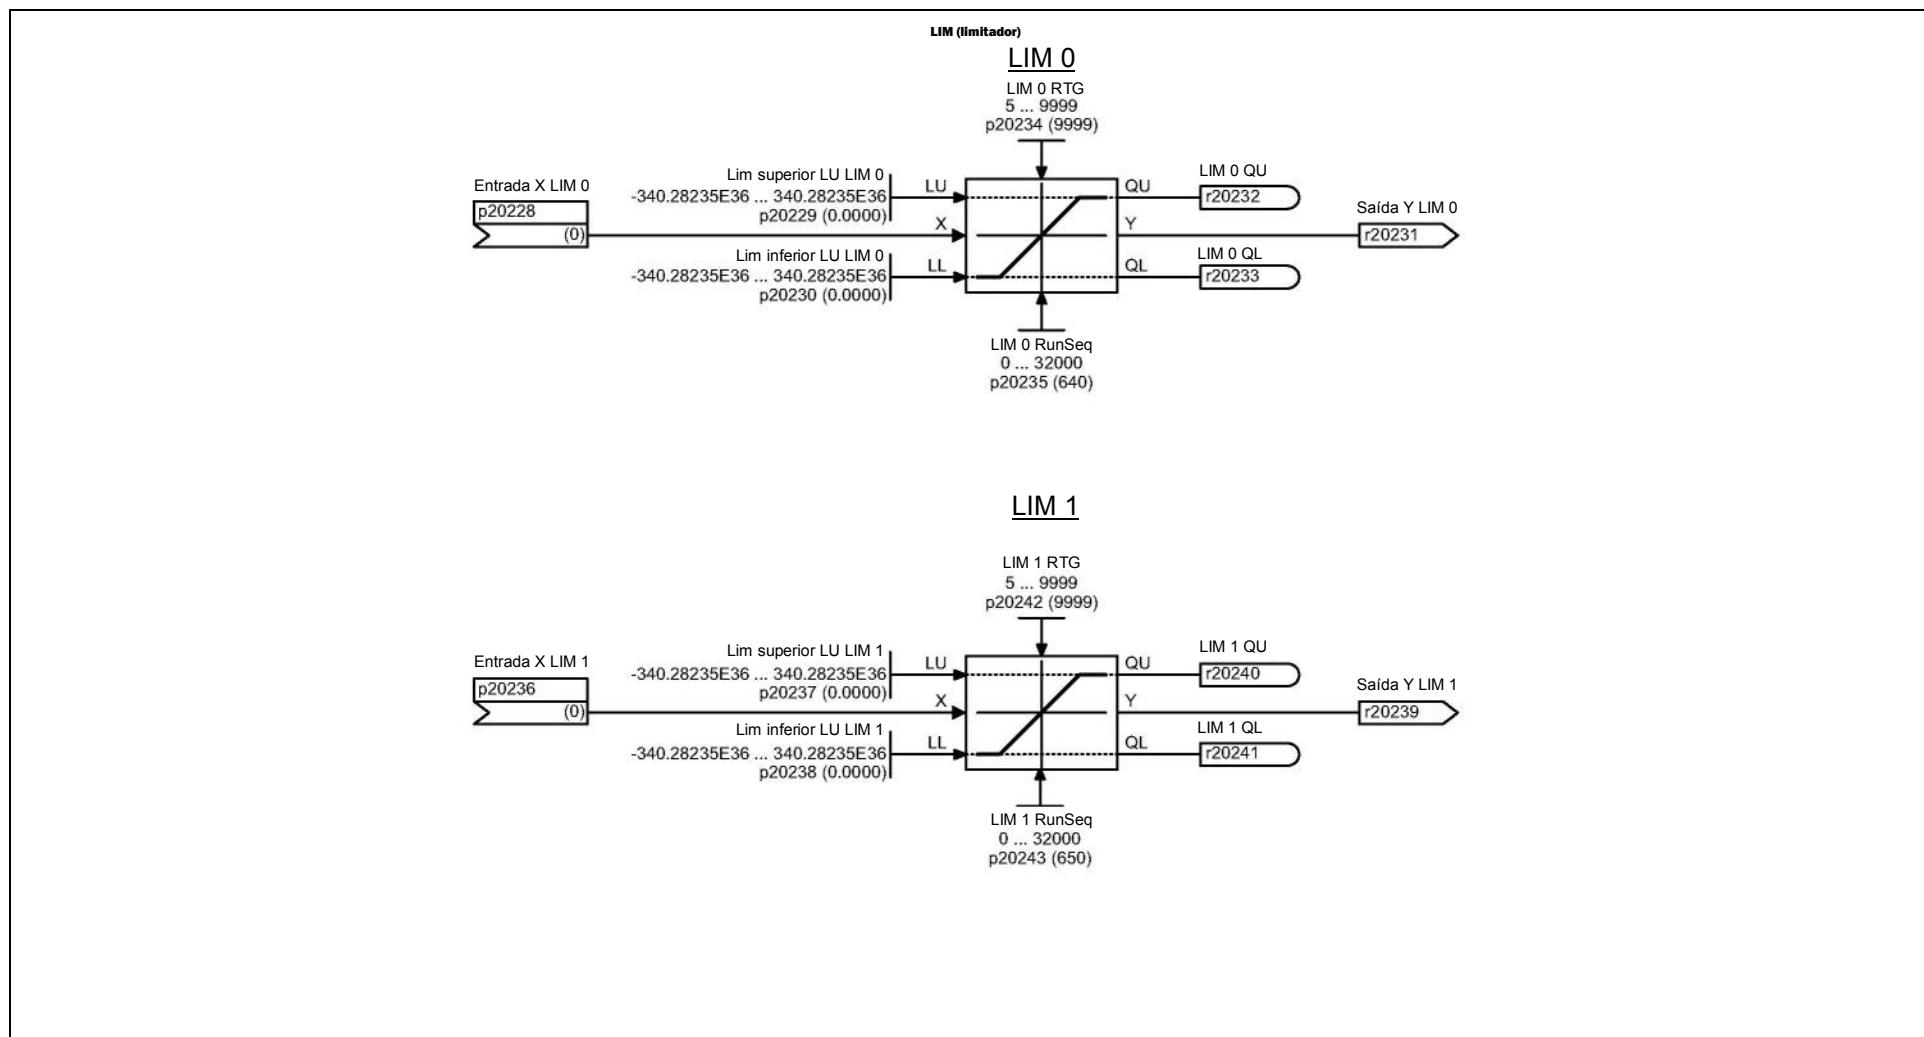 LIM (limitador)
LIM 0
LIM 0 RTG
5 ... 9999
p20234 (9999)
Entrada X LIM 0
p20228
(0)
Lim superior LU LIM 0
-340.28235E36 ... 340.28235E36
p20229 (0.0000)
Lim inferior LU LIM 0
-340.28235E36 ... 340.28235E36
p20230 (0.0000)
LU
X
LL
QU
Y
QL
LIM 0 QU
r20232
Saída Y LIM 0
r20231
LIM 0 QL
r20233
LIM 0 RunSeq
0 ... 32000
p20235 (640)
LIM 1
LIM 1 RTG
5 ... 9999
p20242 (9999)
Entrada X LIM 1
p20236
(0)
Lim superior LU LIM 1
-340.28235E36 ... 340.28235E36
p20237 (0.0000)
Lim inferior LU LIM 1
-340.28235E36 ... 340.28235E36
p20238 (0.0000)
LU
X
LL
QU
Y
QL
LIM 1 QU
r20240
Saída Y LIM 1
r20239
LIM 1 QL
r20241
LIM 1 RunSeq
0 ... 32000
p20243 (650)